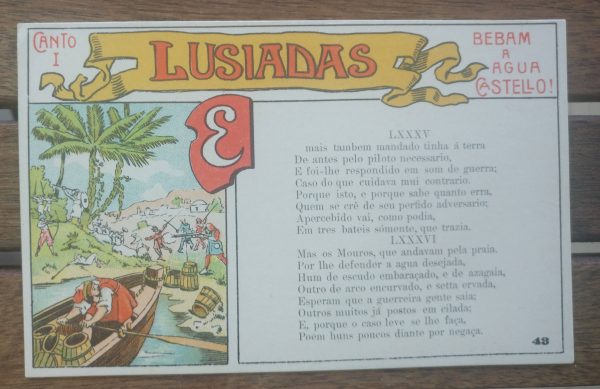 CANTO
I
LUSIADAS
BEBAM
A
AGUA
CASTELLO!
E
LXXXV
mais tambem mandado tinha á terra
De antes pelo piloto necessario,
E foi-lhe respondido em som de guerra;
Caso do que cuidava mui contrario.
Porque isto, e porque sabe quanto erra,
Quem se crê de seu perfido adversario;
Apercebido vai, como podia,
Em tres bateis sómente, que trazia.
LXXXVI
Mas os Mouros, que andavam pela praia.
Por lhe defender a agua desejada,
Hum de escudo embaraçado, e de azagaia,
Outro de arco encurvado, e setta ervada,
Esperam que a guerreira gente saia;
Outros muitos já postos em cilada;
E, porque o caso leve se lhe faça,
Poem huns poucos diante por negaça.
43